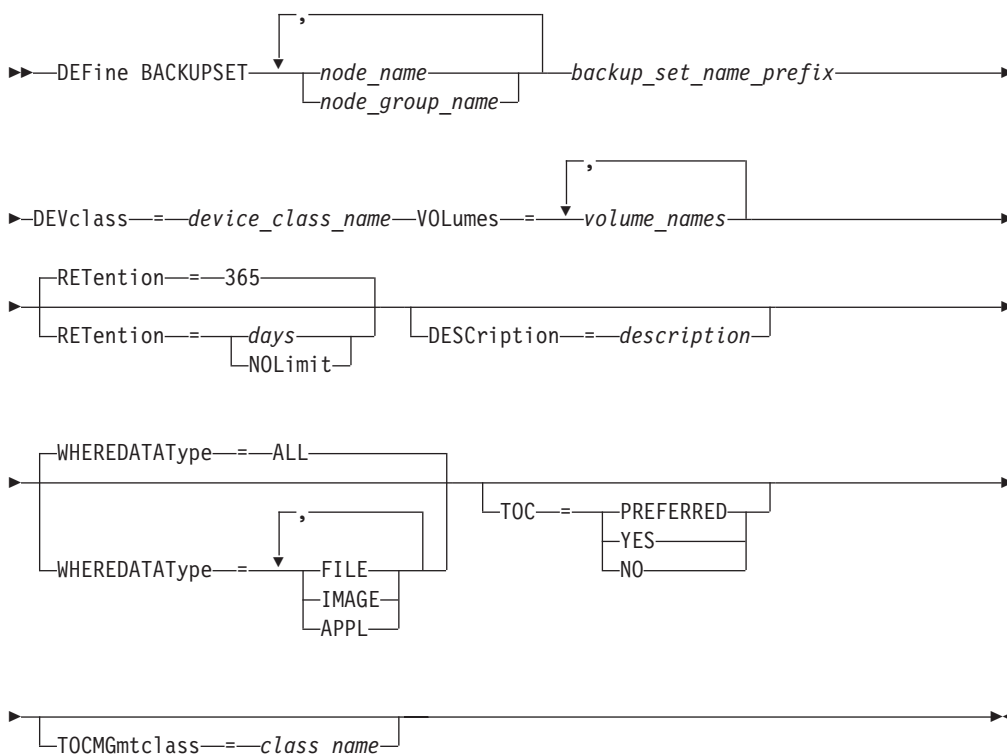 ,
DEFine BACKUPSET node_name backup_set_name_prefix
node_group_name
,
DEVclass = device_class_name VOLumes = volume_names
RETention = 365
RETention = days DESCription = description
NOLimit
WHEREDATAType = ALL
TOC = PREFERRED
, YES
WHEREDATAType = FILE NO
IMAGE
APPL
TOCMGmtclass = class_name